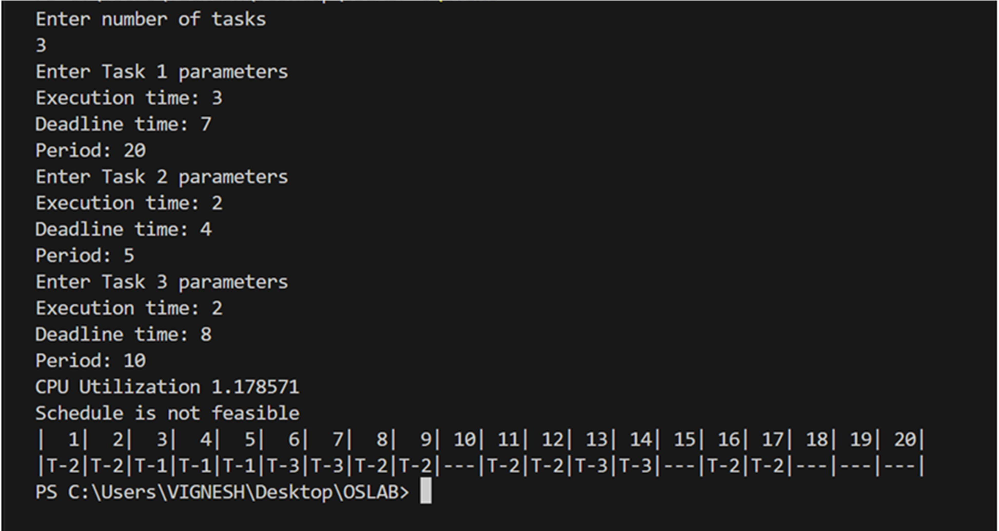 Enter number of tasks
3
Enter Task 1 parameters
Execution time: 3
Deadline time: 7
Period: 20
Enter Task 2 parameters
Execution time: 2
Deadline time: 4
Period: 5
Enter Task 3 parameters
Execution time: 2
Deadline time: 8
Period: 10
CPU Utilization 1.178571
Schedule is not feasible
|  1|  2|  3|  4|  5|  6|  7|  8|  9| 10| 11| 12| 13| 14| 15| 16| 17| 18| 19| 20|
|T-2|T-2|T-1|T-1|T-1|T-3|T-3|T-2|T-2|---|T-2|T-2|T-3|T-3|---|T-2|T-2|---|---|---|
PS C:\Users\VIGNESH\Desktop\OSLAB>